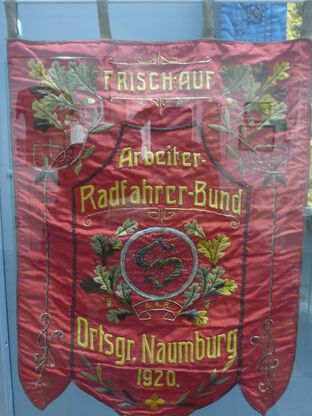 FRISCH-AUF
Arbeiter-
Radfahrer-Bund
S
Ortsgr. Naumburg
1920.